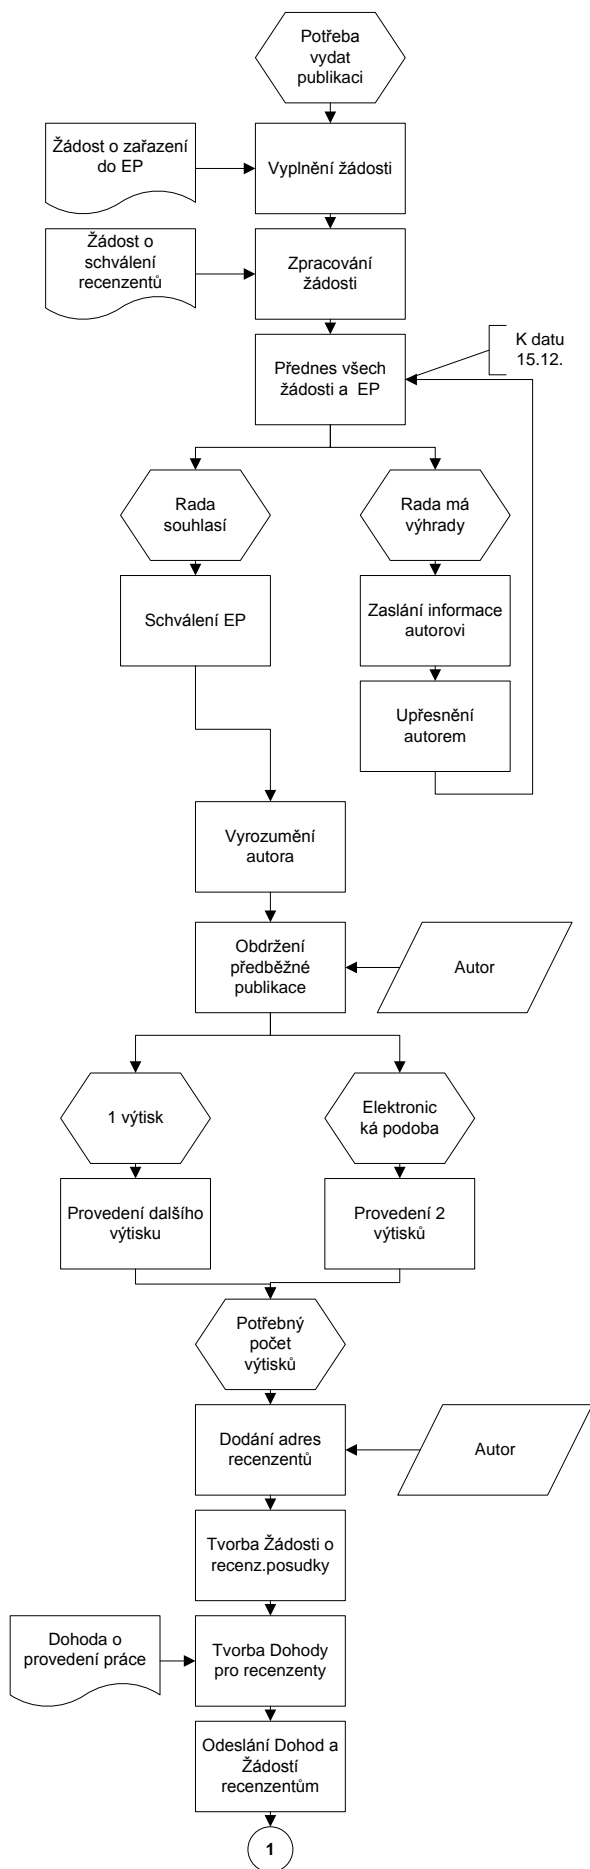 Potřeba
vydat
publikaci
Žádost o zařazení
do EP
Vyplnění žádosti
Žádost o
schválení
recenzentů
Zpracování
žádosti
K datu
15.12.
Přednes všech
žádosti a  EP
Rada
souhlasí
Rada má
výhrady
Schválení EP
Zaslání informace
autorovi
Upřesnění
autorem
Vyrozumění
autora
Obdržení
předběžné
publikace
Autor
1 výtisk
Elektronic
ká podoba
Provedení dalšího
výtisku
Provedení 2
výtisků
Potřebný
počet
výtisků
Dodání adres
recenzentů
Autor
Tvorba Žádosti o
recenz.posudky
Dohoda o
provedení práce
Tvorba Dohody
pro recenzenty
Odeslání Dohod a
Žádostí
recenzentům
1